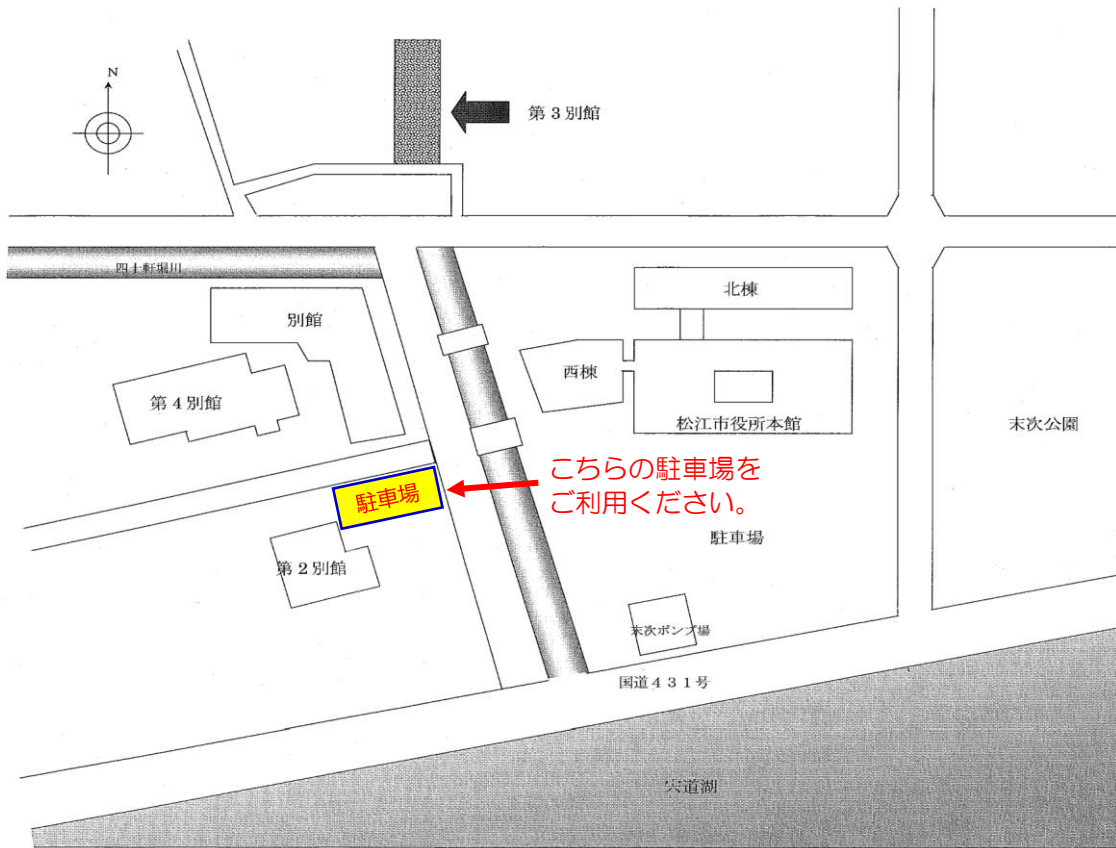 N
第3別館
四十軒堀川
北棟
別館
西棟
第4別館
松江市役所本館
末次公園
こちらの駐車場を
ご利用ください。
駐車場
駐車場
第2別館
末次ポンプ場
国道431号
宍道湖